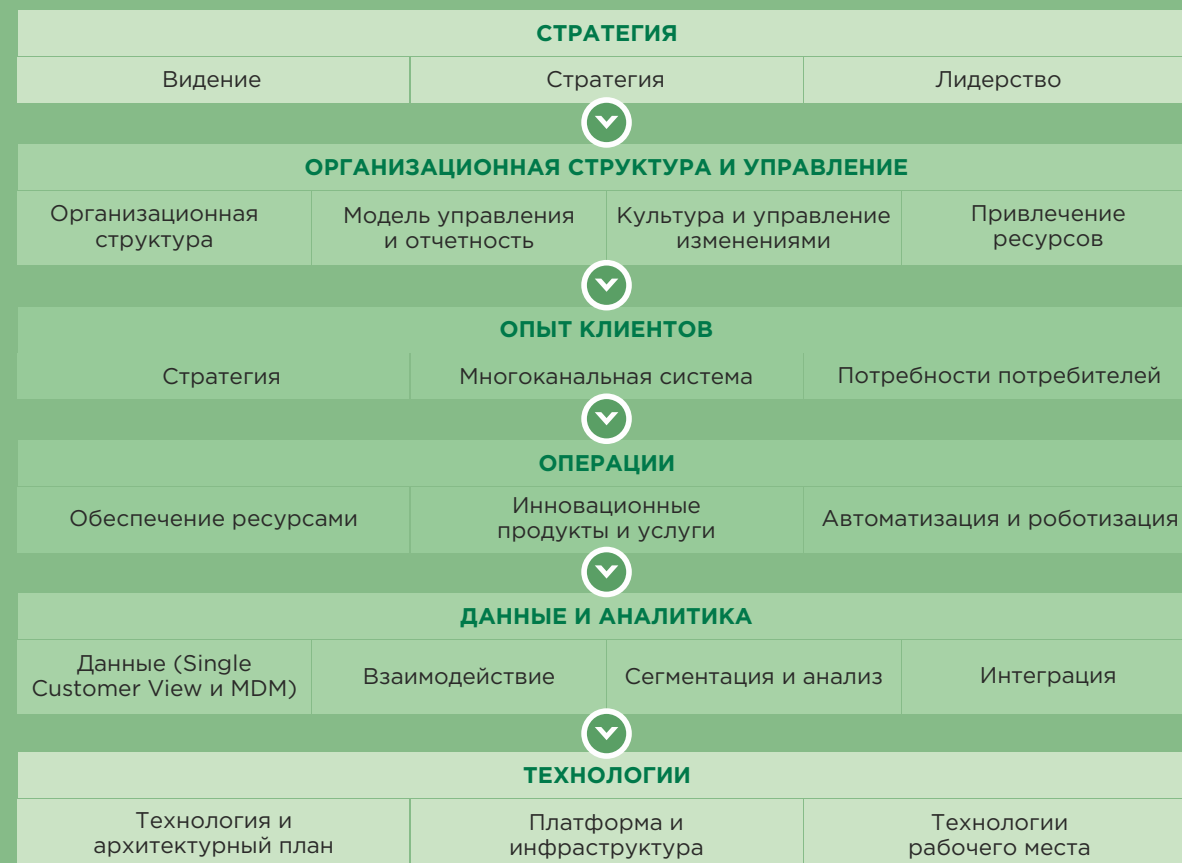 СТРАТЕГИЯ
Видение
Стратегия
Лидерство
ОРГАНИЗАЦИОННАЯ СТРУКТУРА И УПРАВЛЕНИЕ
Организационная
структура
Модель управления
и отчетность
Культура и управление
изменениями
Привлечение
ресурсов
ОПЫТ КЛИЕНТОВ
Стратегия
Многоканальная система
Потребности потребителей
ОПЕРАЦИИ
Обеспечение ресурсами
Инновационные
продукты и услуги
Автоматизация и роботизация
ДАННЫЕ И АНАЛИТИКА
Данные (Single
Customer View и MDM)
Взаимодействие
Сегментация и анализ
Интеграция
ТЕХНОЛОГИИ
Технология и
архитектурный план
Платформа и
инфраструктура
Технологии
рабочего места